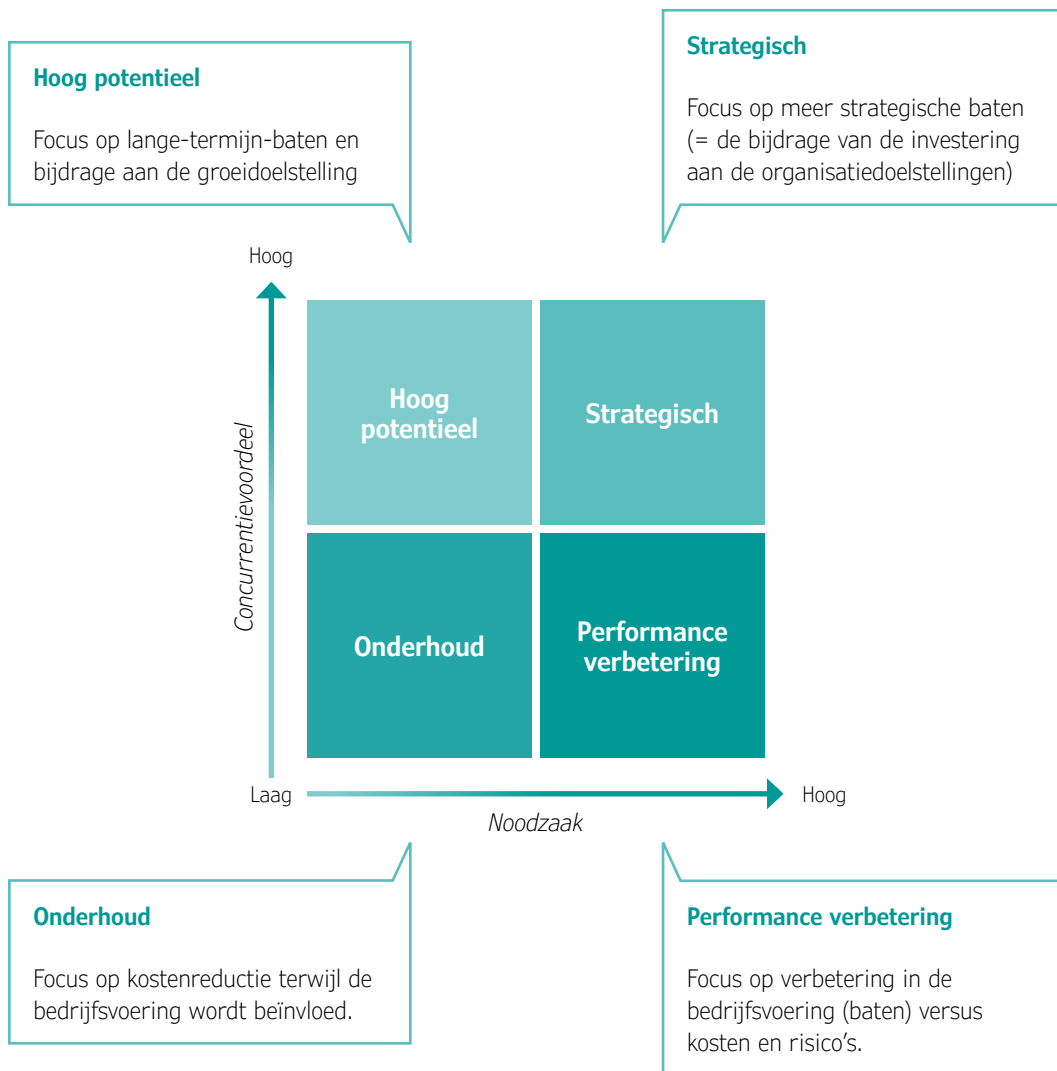 Hoog potentieel
Focus op lange-termijn-baten en
bijdrage aan de groeidoelstelling
Strategisch
Focus op meer strategische baten
(= de bijdrage van de investering
aan de organisatiedoelstellingen)
Hoog
Concurrentievoordeel
Hoog
potentieel
Strategisch
Onderhoud
Performance
verbetering
Laag
Hoog
Noodzaak
Onderhoud
Focus op kostenreductie terwijl de
bedrijfsvoering wordt beïnvloed.
Performance verbetering
Focus op verbetering in de
bedrijfsvoering (baten) versus
kosten en risico’s.